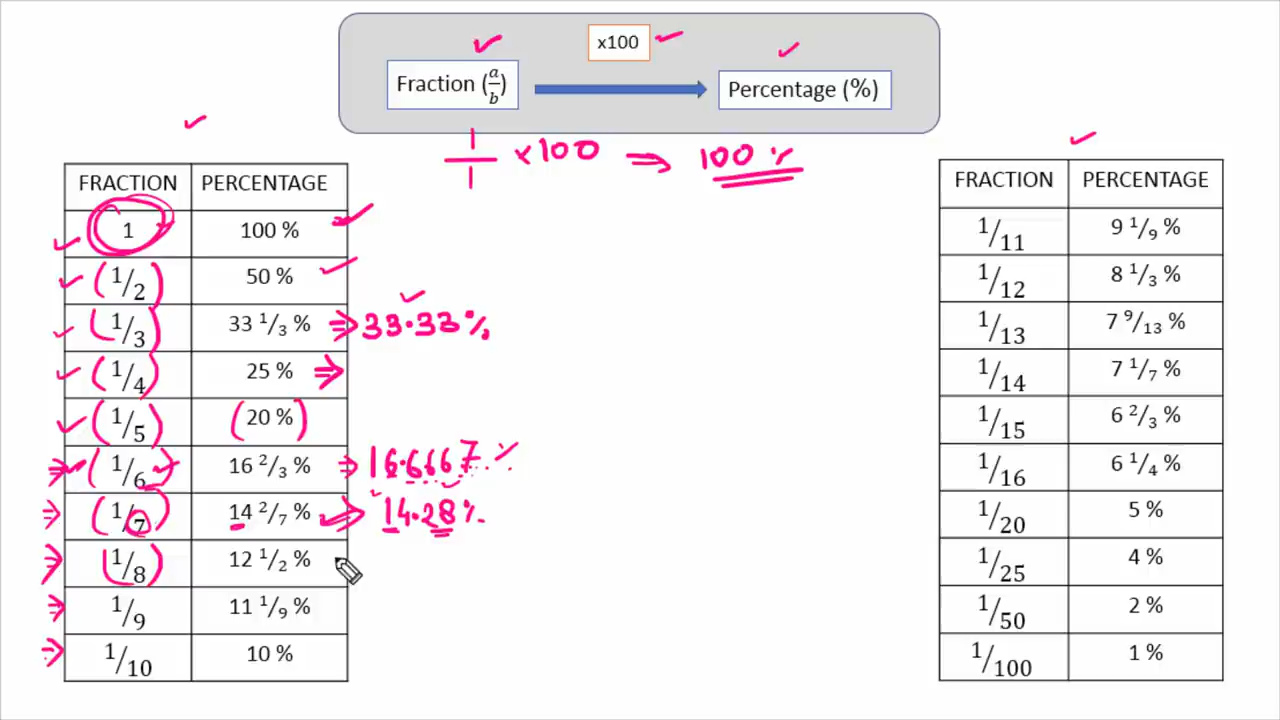 x100
Fraction (a/b) Percentage (%)
1/1 ×100 ⇒ 100 %
FRACTION PERCENTAGE
1 100 %
(1/2) 50 %
(1/3) 33 1/3 % ⇒ 33.33%
(1/4) 25 % ⇒
(1/5) (20 %)
(1/6) 16 2/3 % ⇒ 16.6667 %
(1/7) 14 2/7 % ⇒ 14.28%
(1/8) 12 1/2 %
1/9 11 1/9 %
1/10 10 %
FRACTION PERCENTAGE
1/11 9 1/9 %
1/12 8 1/3 %
1/13 7 9/13 %
1/14 7 1/7 %
1/15 6 2/3 %
1/16 6 1/4 %
1/20 5 %
1/25 4 %
1/50 2 %
1/100 1 %